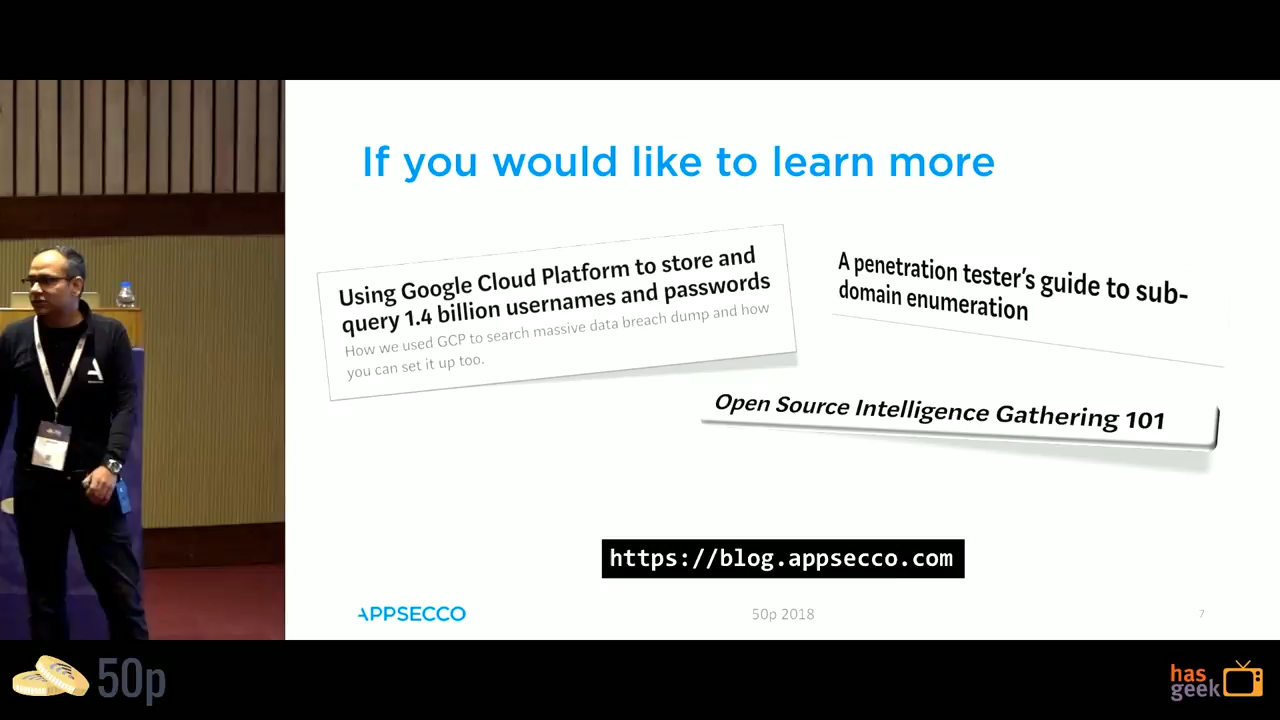 If you would like to learn more
Using Google Cloud Platform to store and
query 1.4 billion usernames and passwords
How we used GCP to search massive data breach dump and how
you can set it up too.
A penetration tester's guide to sub-
domain enumeration
Open Source Intelligence Gathering 101
https://blog.appsecco.com
APPSECCO
50p 2018
7
50p
has
geek